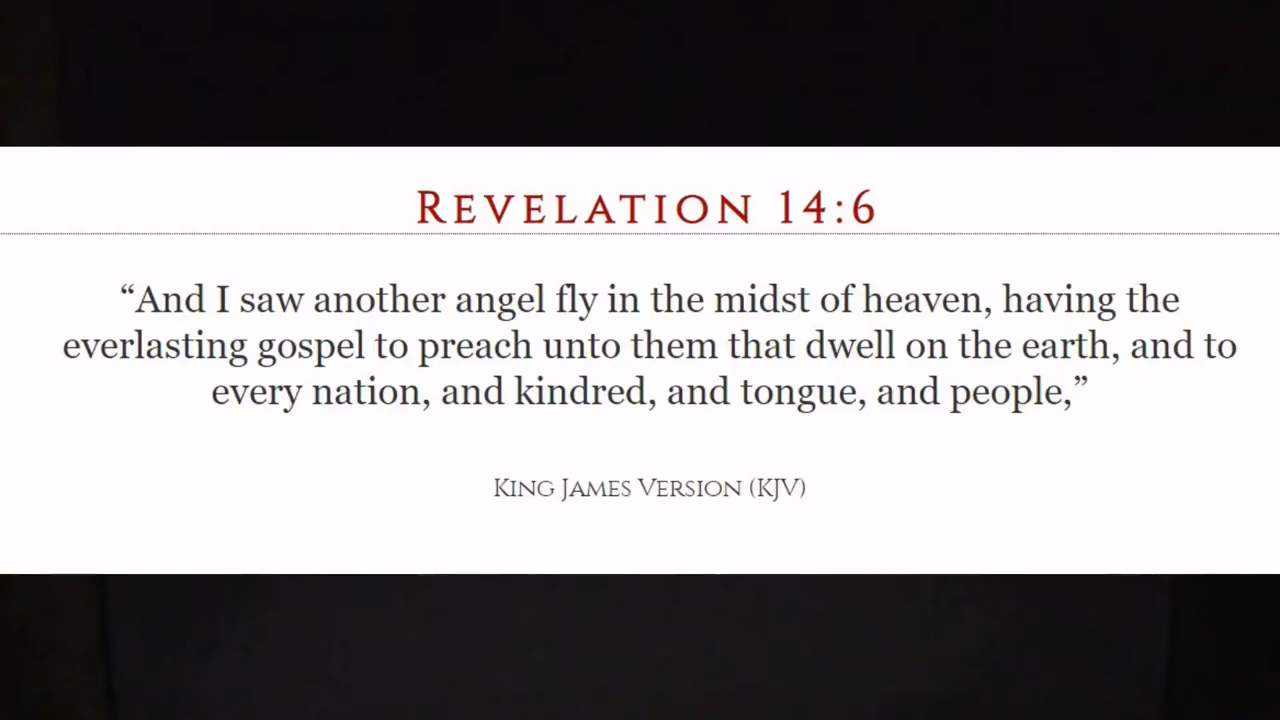 Revelation 14:6
“And I saw another angel fly in the midst of heaven, having the
everlasting gospel to preach unto them that dwell on the earth, and to
every nation, and kindred, and tongue, and people,”
King James Version (KJV)